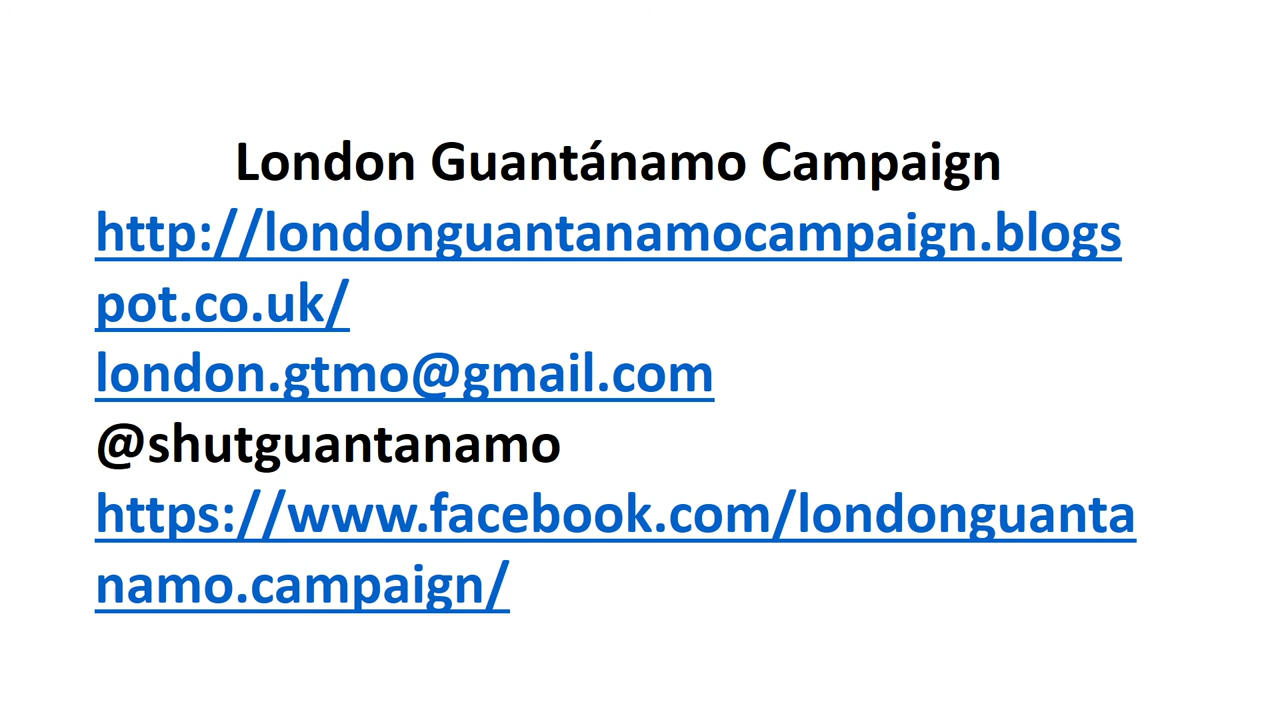 London Guantánamo Campaign
http://londonguantanamocampaign.blogs
pot.co.uk/
london.gtmo@gmail.com
@shutguantanamo
https://www.facebook.com/londonguanta
namo.campaign/